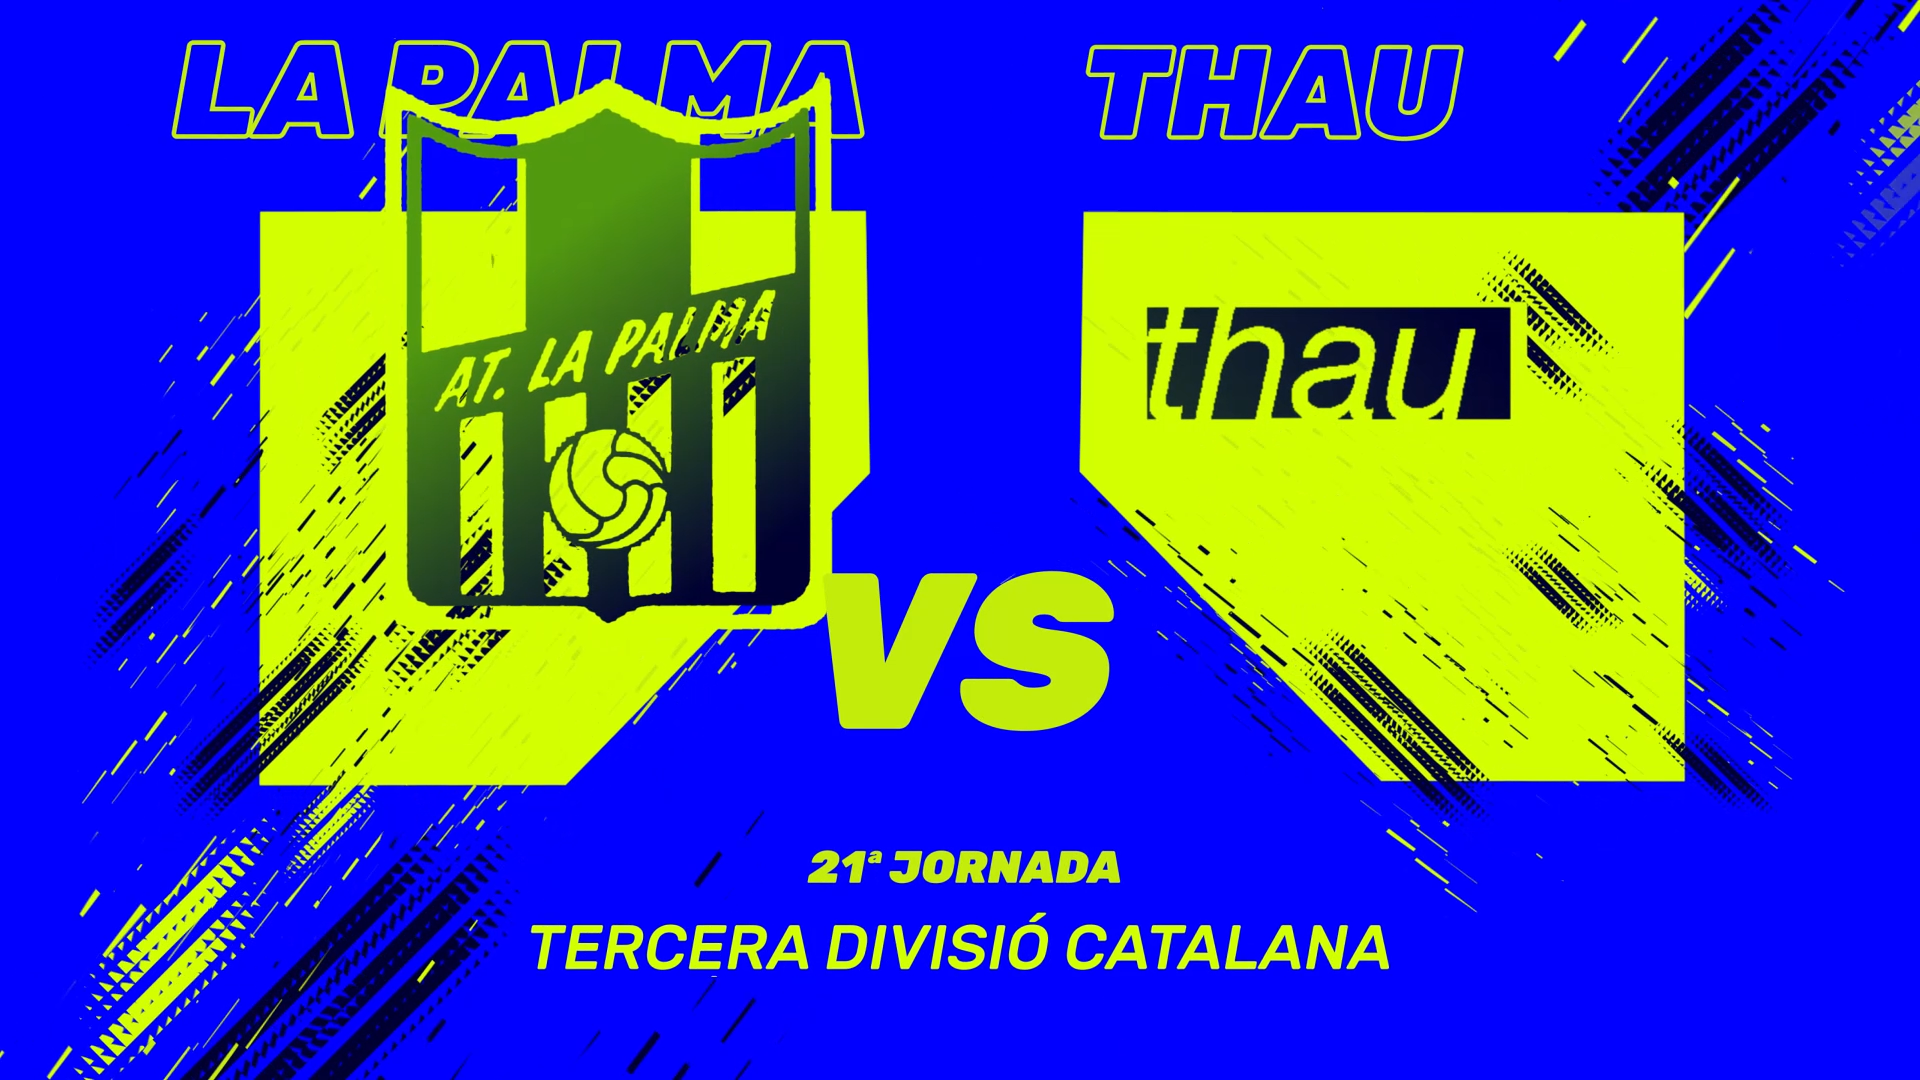 LA PALMA
THAU
AT. LA PALMA
thau
VS
21ª JORNADA
TERCERA DIVISIÓ CATALANA